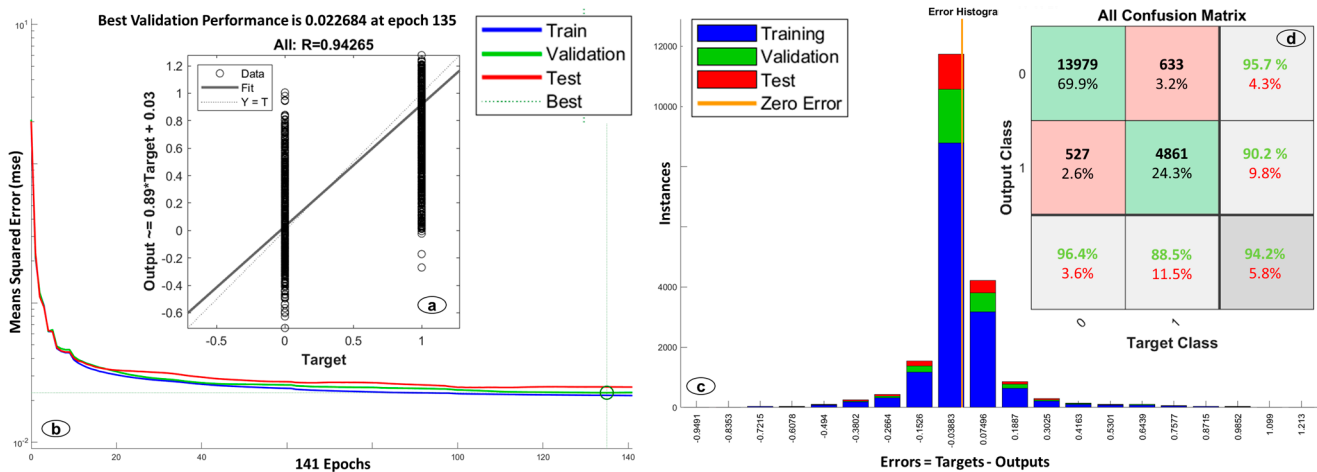 Best Validation Performance is 0.022684 at epoch 135
Train
Validation
Test
Best
10^1
Means Squared Error (mse)
10^-2
0 20 40 60 80 100 120 140
141 Epochs
b
All: R=0.94265
Data
Fit
Y = T
Output ~= 0.89*Target + 0.03
1.2
1
0.8
0.6
0.4
0.2
0
-0.2
-0.4
-0.6
-0.5 0 0.5 1
Target
a
Error Histogra
Training
Validation
Test
Zero Error
Instances
12000
10000
8000
6000
4000
2000
0
-0.9491 -0.8353 -0.7215 -0.6078 -0.494 -0.3802 -0.2664 -0.1526 -0.03883 0.07496 0.1887 0.3025 0.4163 0.5301 0.6439 0.7577 0.8715 0.9852 1.099 1.213
Errors = Targets - Outputs
c
All Confusion Matrix
d
Output Class
0
13979 633 95.7 %
69.9% 3.2% 4.3%
1
527 4861 90.2 %
2.6% 24.3% 9.8%
96.4% 88.5% 94.2%
3.6% 11.5% 5.8%
0 1
Target Class